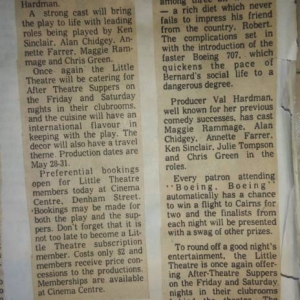 Hardman.
A strong cast will bring
the play to life with leading
roles being played by Ken
Sinclair, Alan Chidgey, An-
nette Farrer, Maggie Ram-
mage and Chris Green.
Once again the Little
Theatre will be catering for
After Theatre Suppers on
the Friday and Saturday
nights in their clubrooms
and the cuisine will have an
international flavour in
keeping with the play. The
decor will also have a travel
theme. Production dates are
May 28-31.
Preferential bookings
open for Little Theatre
members today at Cinema
Centre, Denham Street.
Bookings may be made for
both the play and the sup-
pers. Don't forget that it is
not too late to become a Lit-
tle Theatre subscription
member. Costs only $5 and
members receive price con-
cessions to the productions.
Memberships are available
at Cinema Centre.
— a rich diet which never
fails to impress his friend
from the country, Robert.
The complications set in
with the introduction of the
faster Boeing 707, which
quickens the pace of
Bernard's social life to a
dangerous degree.
Producer Val Hardman,
well known for her previous
comedy successes, has cast
Maggie Rammage, Alan
Chidgey, Annette Farrer,
Ken Sinclair, Julie Tompson
and Chris Green in the
roles.
Every patron attending
"Boeing, Boeing"
automatically has a chance
to win a flight to Cairns for
two and the finalists from
each night will be presented
with a swag of other prizes.
To round off a good night's
entertainment, the Little
Theatre is once again offer-
ing After-Theatre Suppers
on the Friday and Saturday
nights in their clubrooms